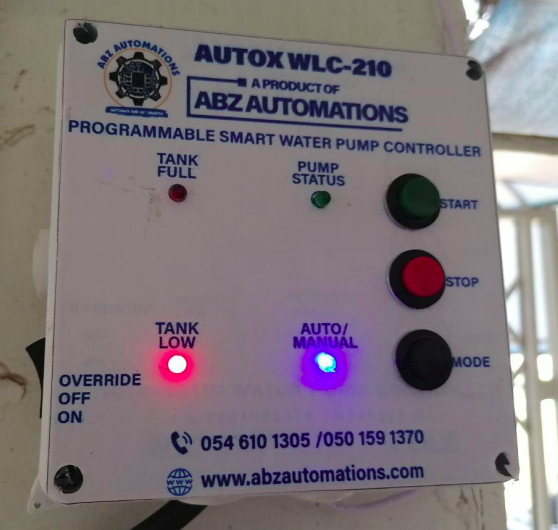 ABZ AUTOMATIONS
AUTOX WLC-210
A PRODUCT OF
ABZ AUTOMATIONS
PROGRAMMABLE SMART WATER PUMP CONTROLLER
TANK
FULL
PUMP
STATUS
START
STOP
TANK
LOW
AUTO/
MANUAL
MODE
OVERRIDE
OFF
ON
054 610 1305 /050 159 1370
www.abzautomations.com